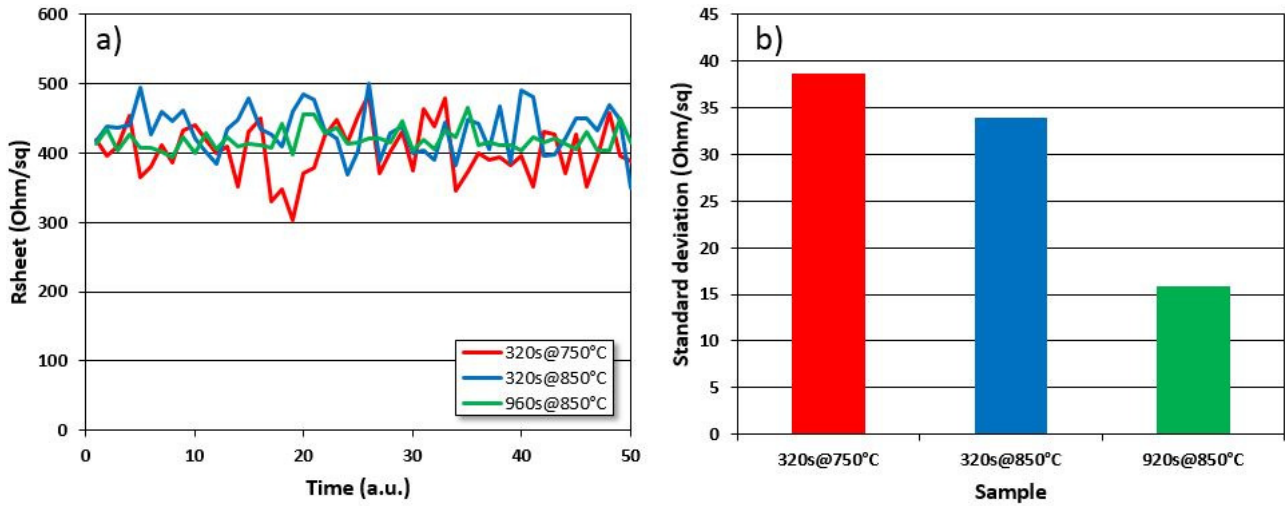 a)
600
500
400
300
200
100
0
Rsheet (Ohm/sq)
320s@750°C
320s@850°C
960s@850°C
0 10 20 30 40 50
Time (a.u.)
b)
45
40
35
30
25
20
15
10
5
0
Standard deviation (Ohm/sq)
320s@750°C 320s@850°C 920s@850°C
Sample